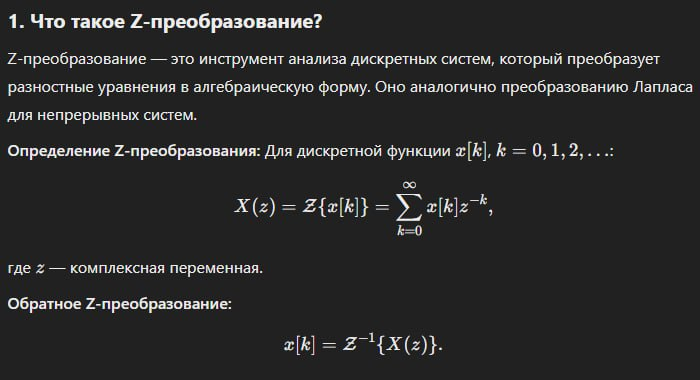 1. Что такое Z-преобразование?
Z-преобразование — это инструмент анализа дискретных систем, который преобразует
разностные уравнения в алгебраическую форму. Оно аналогично преобразованию Лапласа
для непрерывных систем.
Определение Z-преобразования: Для дискретной функции x[k], k = 0, 1, 2, …:
X(z) = 𝒵{x[k]} = ∑_{k=0}^{∞} x[k]z^{−k},
где z — комплексная переменная.
Обратное Z-преобразование:
x[k] = 𝒵^{−1}{X(z)}.